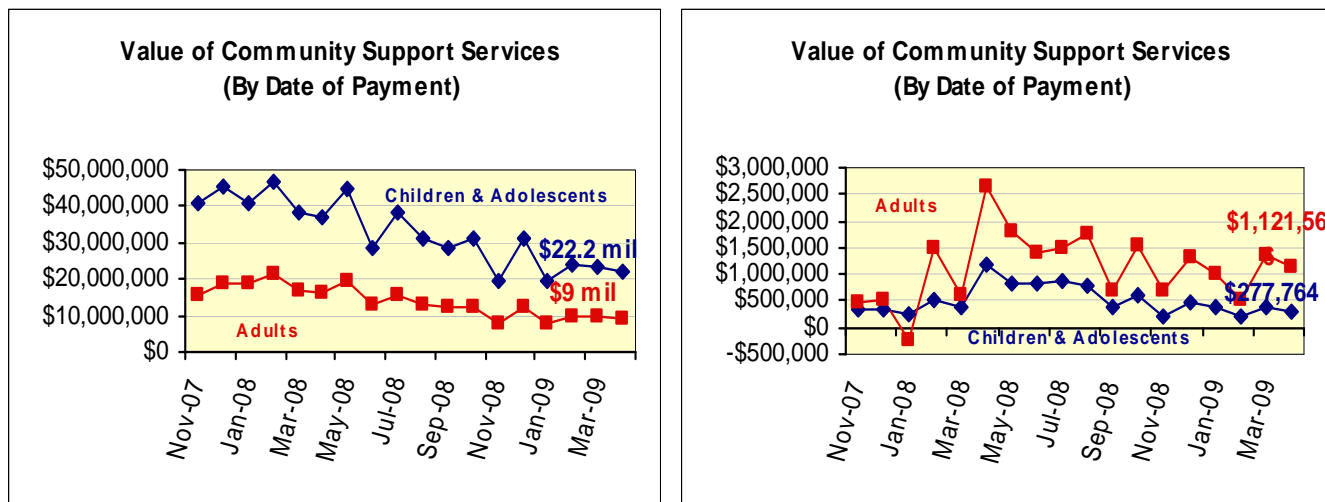 Value of Community Support Services
(By Date of Payment)
$50,000,000
$40,000,000
$30,000,000
$20,000,000
$10,000,000
$0
Children & Adolescents
$22.2 mil
$9 mil
Adults
Nov-07
Jan-08
Mar-08
May-08
Jul-08
Sep-08
Nov-08
Jan-09
Mar-09
Value of Community Support Services
(By Date of Payment)
$3,000,000
$2,500,000
$2,000,000
$1,500,000
$1,000,000
$500,000
$0
-$500,000
Adults
$1,121,56
$277,764
Children & Adolescents
Nov-07
Jan-08
Mar-08
May-08
Jul-08
Sep-08
Nov-08
Jan-09
Mar-09